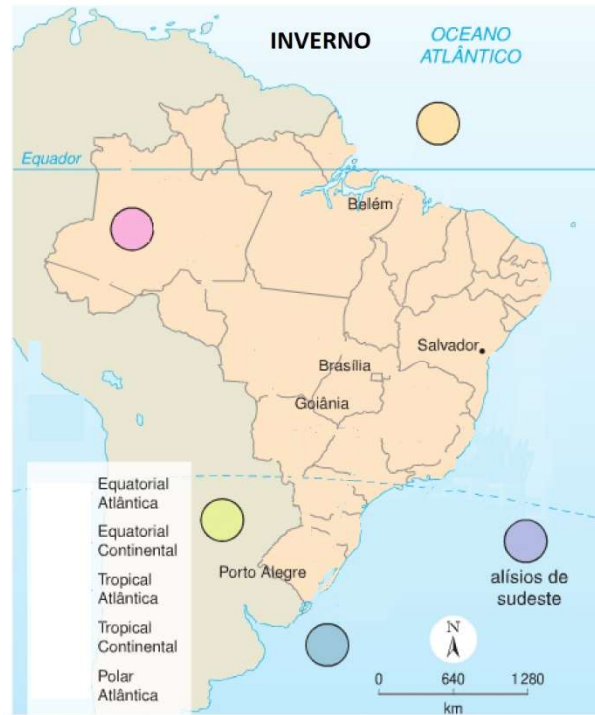 INVERNO
OCEANO
ATLÂNTICO
Equador
Belém
Salvador
Brasília
Goiânia
Equatorial
Atlântica
Equatorial
Continental
Tropical
Atlântica
Tropical
Continental
Polar
Atlântica
Porto Alegre
alísios de
sudeste
N
0 640 1 280
km